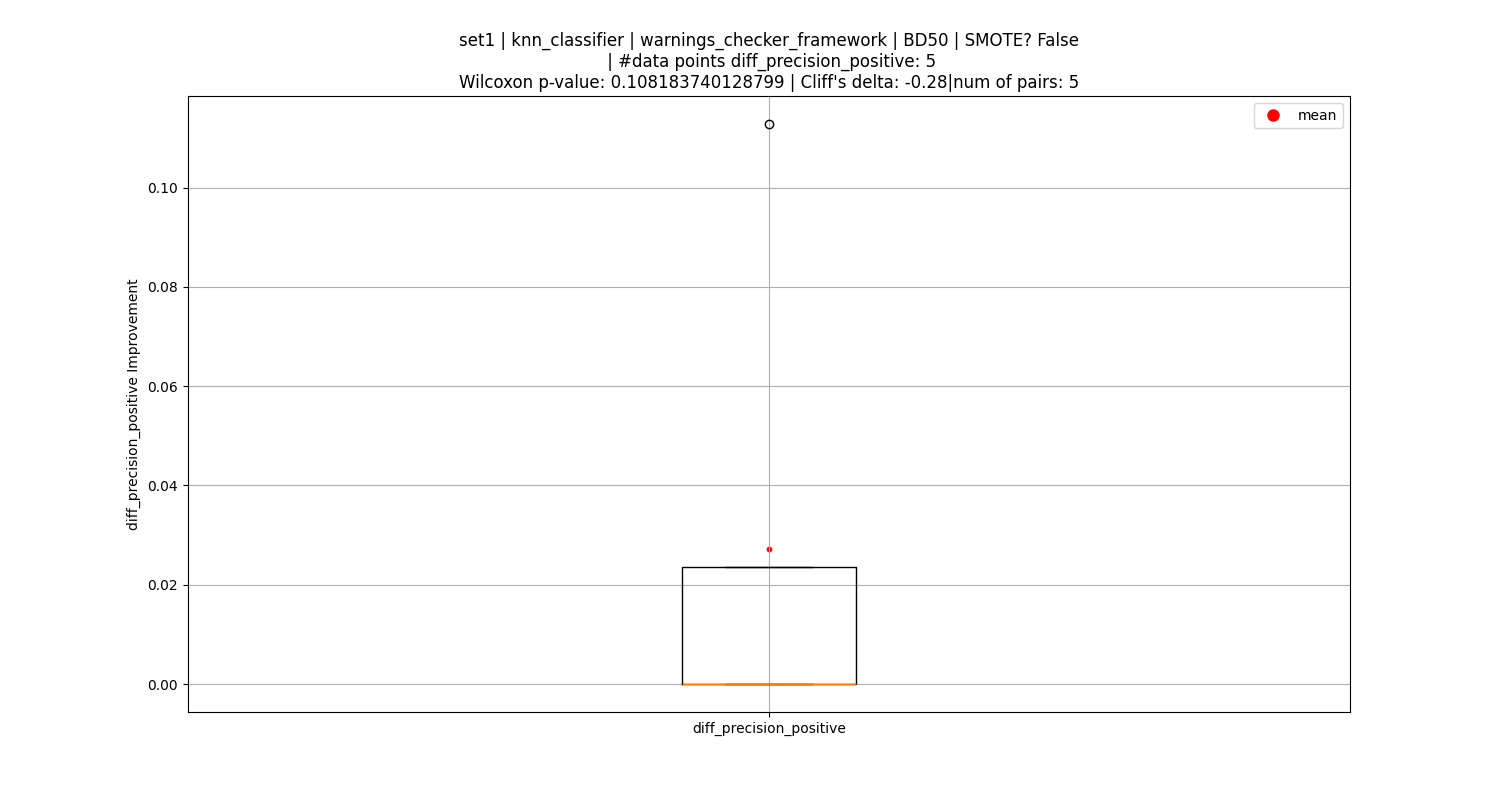 set1 | knn_classifier | warnings_checker_framework | BD50 | SMOTE? False
| #data points diff_precision_positive: 5
Wilcoxon p-value: 0.108183740128799 | Cliff's delta: -0.28|num of pairs: 5
mean
0.10
0.08
0.06
0.04
0.02
0.00
diff_precision_positive Improvement
diff_precision_positive